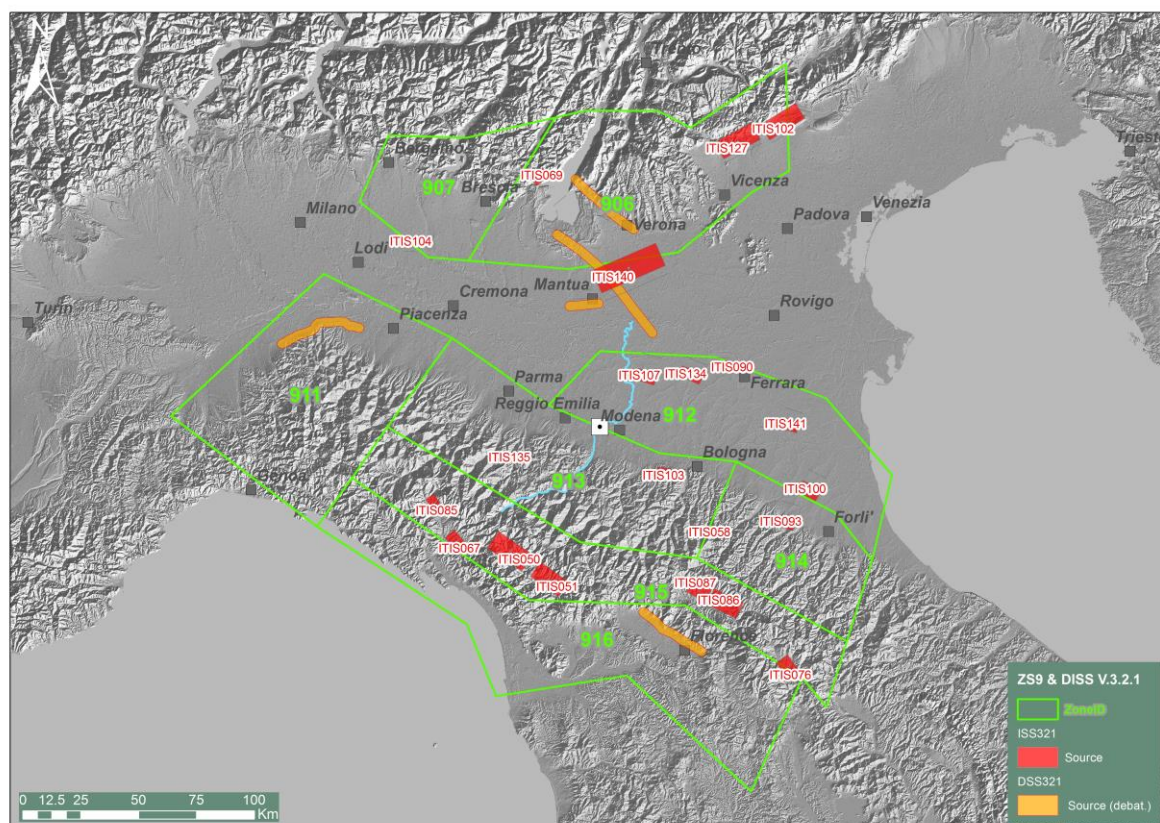 Trento
ITIS102
ITIS127
Trieste
Bergamo
907
Brescia
ITIS069
906
Vicenza
Verona
Padova
Venezia
Milano
ITIS104
Lodi
ITIS140
Mantua
Cremona
Rovigo
Turin
Piacenza
ITIS107
ITIS134
ITIS090
Ferrara
911
Parma
Reggio Emilia
Modena
912
ITIS141
ITIS135
Bologna
ITIS103
913
Genoa
ITIS100
ITIS085
ITIS058
ITIS093
Forli'
ITIS067
ITIS050
914
ITIS051
ITIS087
915
ITIS086
916
ITIS076
ZS9 & DISS V.3.2.1
ZoneID
ISS321
Source
DSS321
Source (debat.)
0 12.5 25 50 75 100
Km